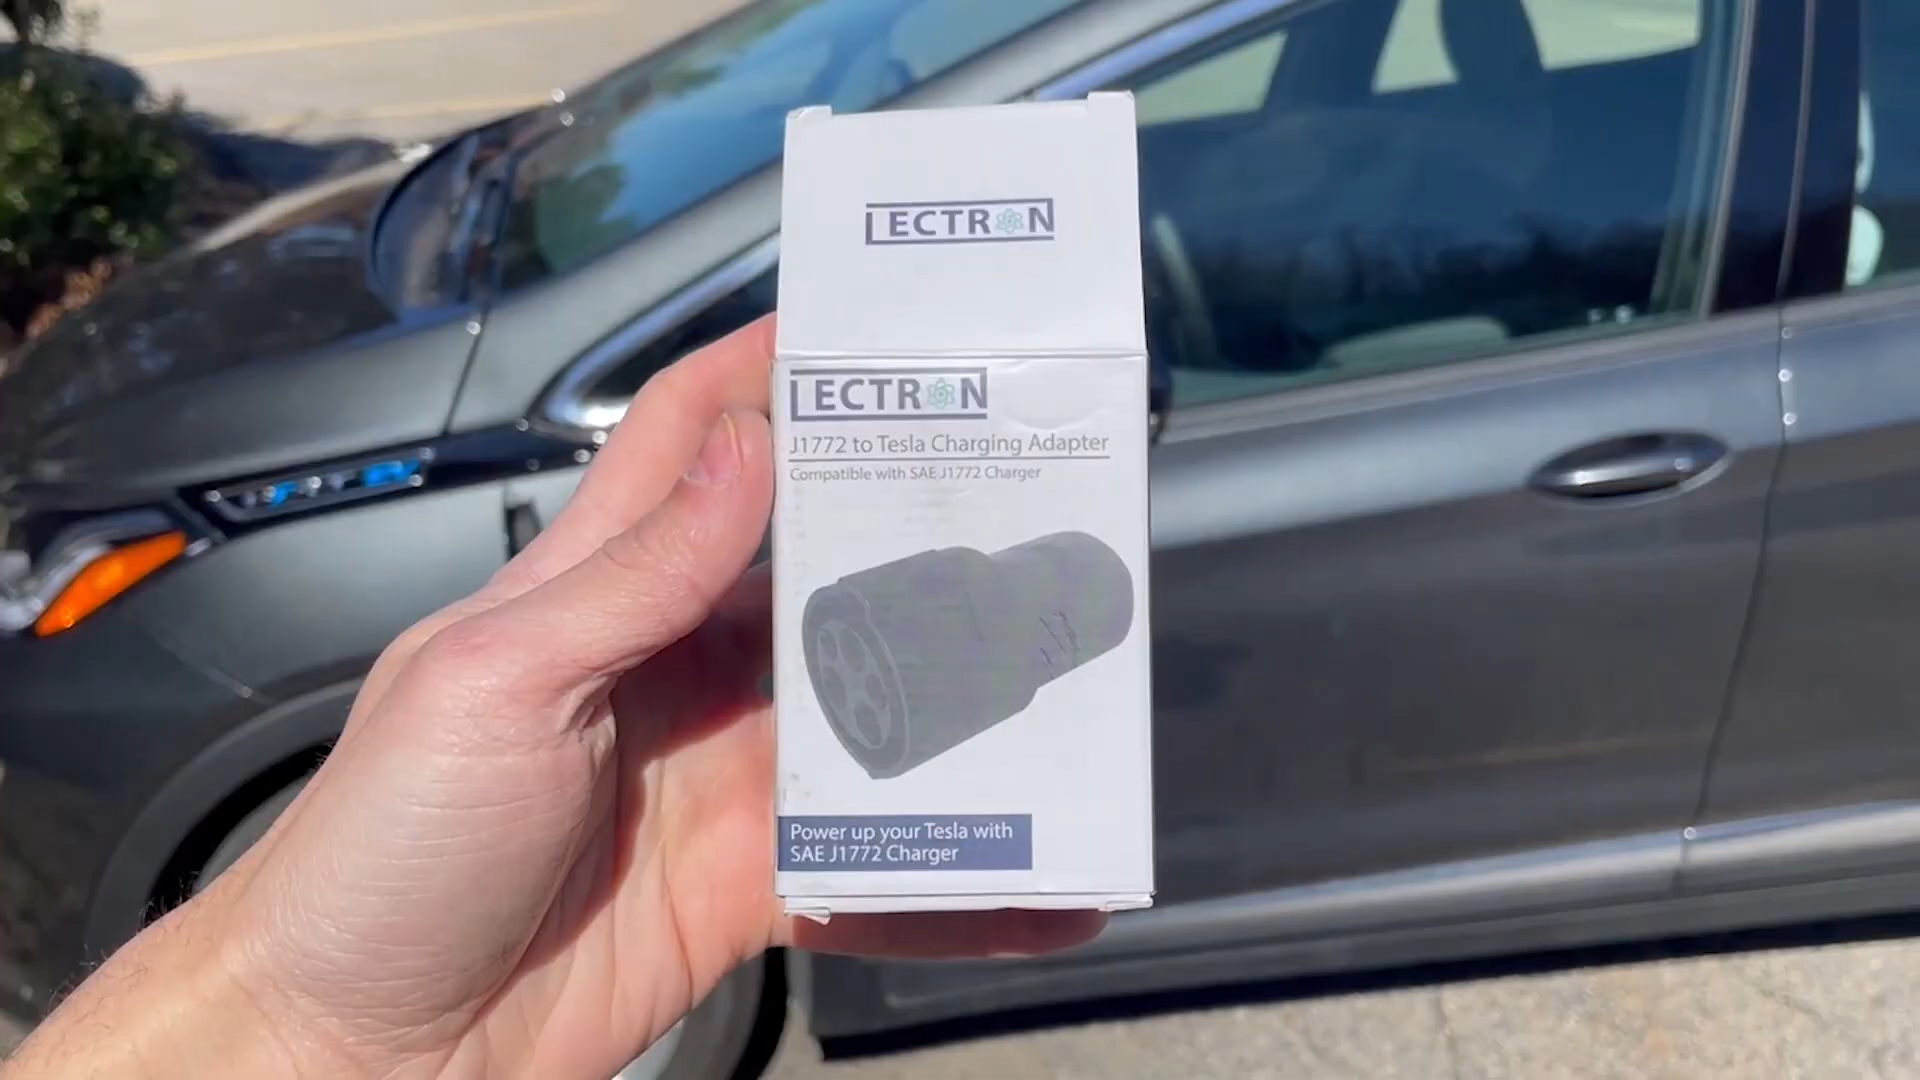 LECTRON
LECTRON
J1772 to Tesla Charging Adapter
Compatible with SAE J1772 Charger
Power up your Tesla with
SAE J1772 Charger